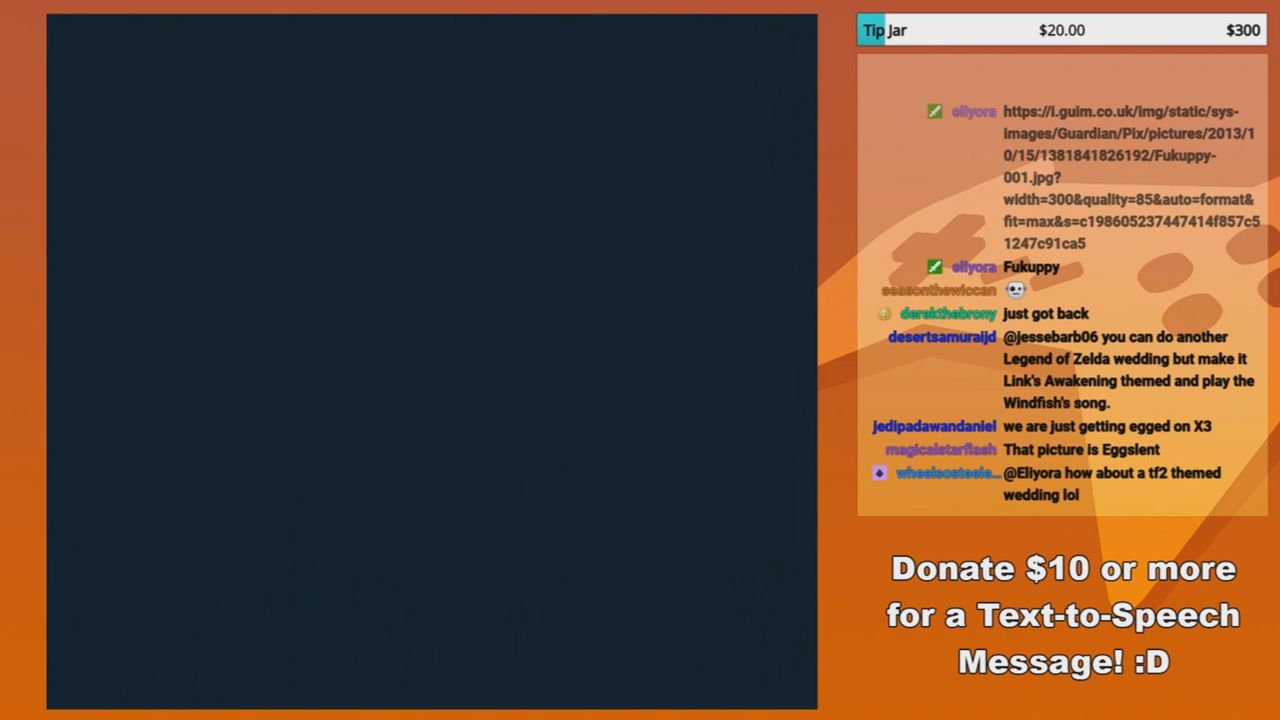 Tip Jar $20.00 $300
eliyora https://i.guim.co.uk/img/static/sys-
images/Guardian/Pix/pictures/2013/1
0/15/1381841826192/Fukuppy-
001.jpg?
width=300&quality=85&auto=format&
fit=max&s=c198605237447414f857c5
1247c91ca5
eliyora Fukuppy
seasonthewiccan
derekthebrony just got back
desertsamuraijd @jessebarb06 you can do another
Legend of Zelda wedding but make it
Link's Awakening themed and play the
Windfish's song.
jedipadawandaniel we are just getting egged on X3
magicalstarflash That picture is Eggslent
wheelsosteele... @Eliyora how about a tf2 themed
wedding lol
Donate $10 or more
for a Text-to-Speech
Message! :D